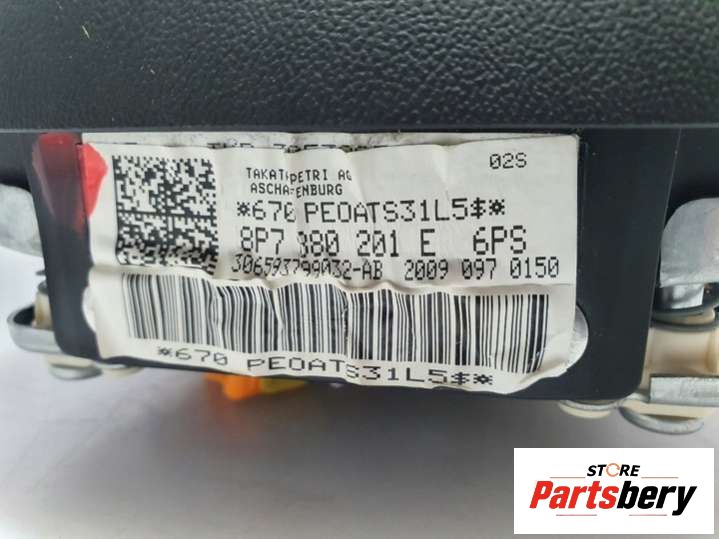 02S
TAKATA-PETRI AG
ASCHAFFENBURG
*670 PEOATS31L5$*
8P7 880 201 E 6PS
306593799032-AB 2009 097 0150
*670 PEOATS31L5$*
STORE
Partsbery